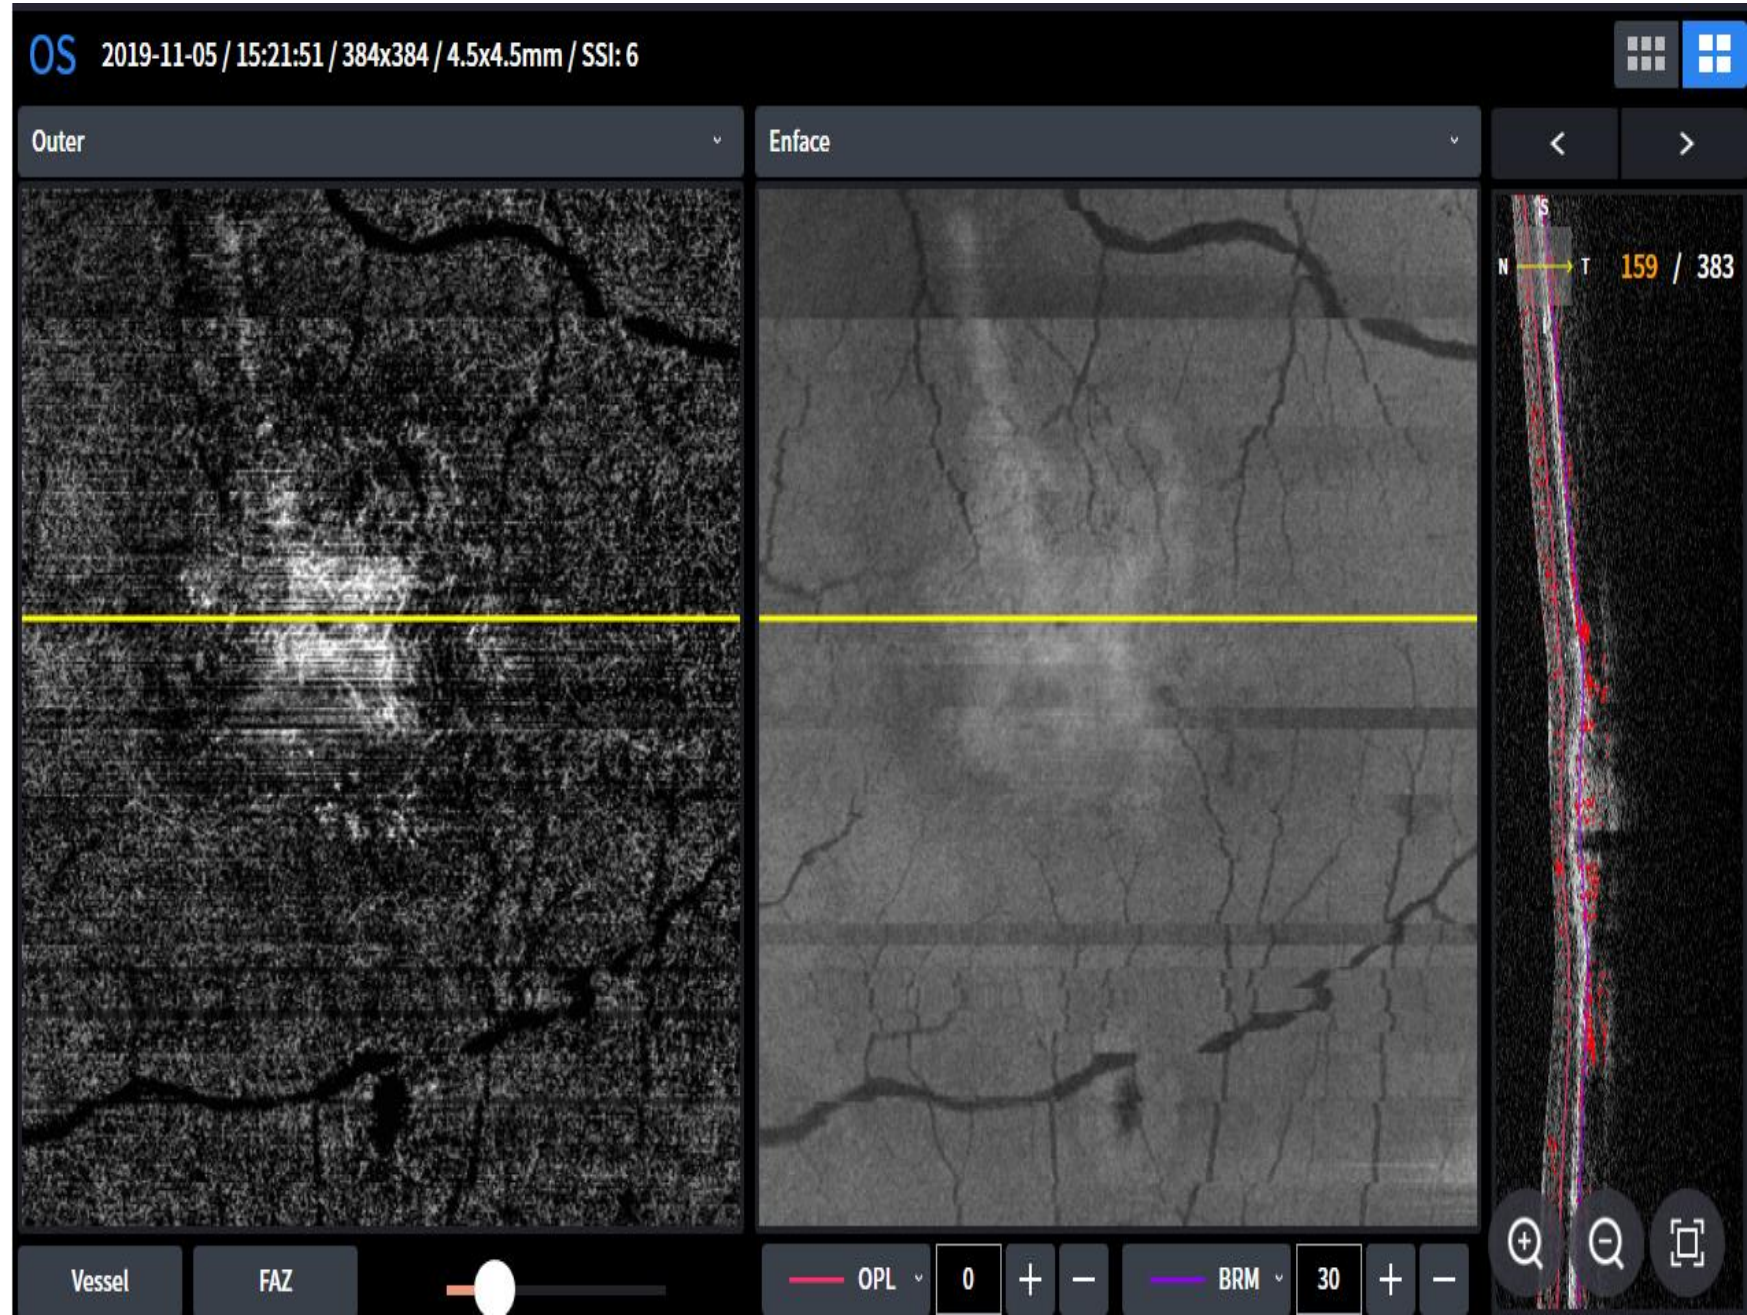 OS 2019-11-05 / 15:21:51 / 384x384 / 4.5x4.5mm / SSI: 6
Outer
Enface
S
N T 159 / 383
Vessel
FAZ
OPL 0 + −
BRM 30 + −